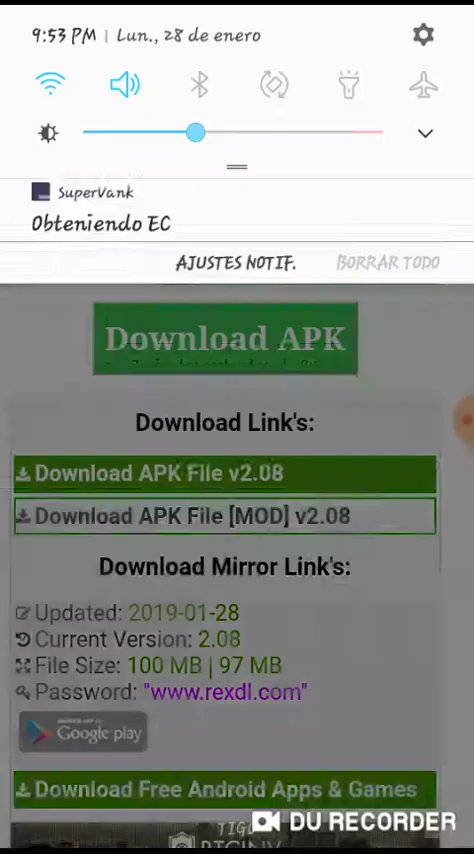 9:53 PM | Lun., 28 de enero
SuperVank
Obteniendo EC
AJUSTES NOTIF. BORRAR TODO
Download APK
Download Link's:
Download APK File v2.08
Download APK File [MOD] v2.08
Download Mirror Link's:
Updated: 2019-01-28
Current Version: 2.08
File Size: 100 MB | 97 MB
Password: "www.rexdl.com"
Google play
Download Free Android Apps & Games
TIGO
DU RECORDER